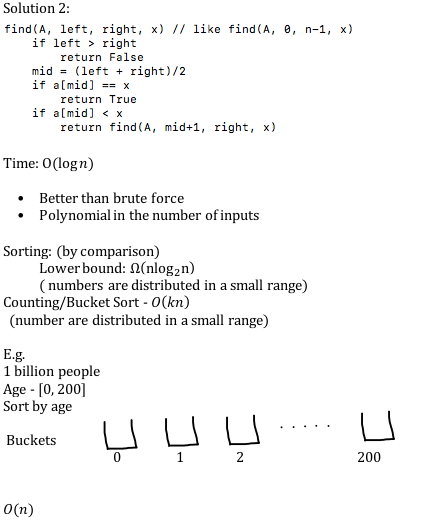 Solution 2:
find(A, left, right, x) // like find(A, 0, n-1, x)
    if left > right
        return False
    mid = (left + right)/2
    if a[mid] == x
        return True
    if a[mid] < x
        return find(A, mid+1, right, x)
Time: O(log n)
• Better than brute force
• Polynomial in the number of inputs
Sorting: (by comparison)
Lower bound: Ω(nlog₂n)
( numbers are distributed in a small range)
Counting/Bucket Sort - O(kn)
(number are distributed in a small range)
E.g.
1 billion people
Age - [0, 200]
Sort by age
Buckets . . . . .
0 1 2 200
O(n)